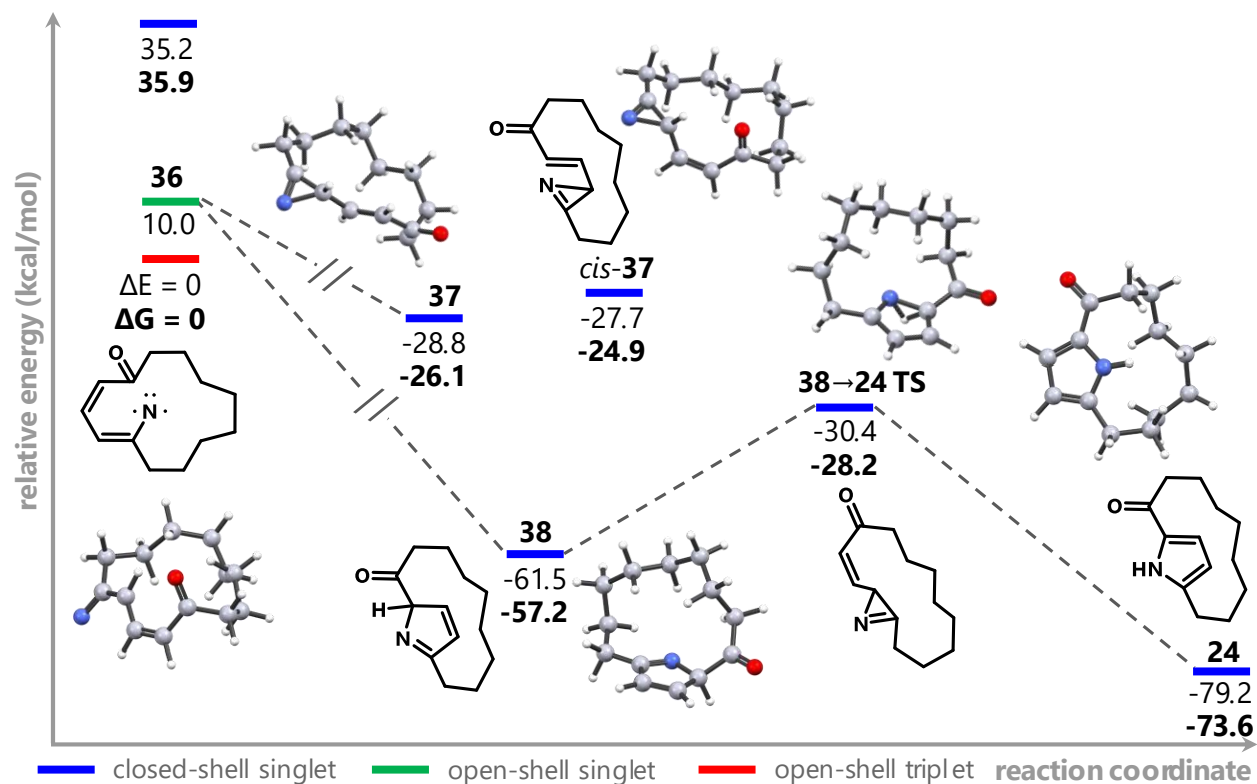 35.2
35.9
36
10.0
ΔE = 0
ΔG = 0
O
N
37
-28.8
-26.1
O
N
cis-37
-27.7
-24.9
38
-61.5
-57.2
O
H
N
38→24 TS
-30.4
-28.2
O
N
O
HN
24
-79.2
-73.6
relative energy (kcal/mol)
closed-shell singlet
open-shell singlet
open-shell triplet
reaction coordinate